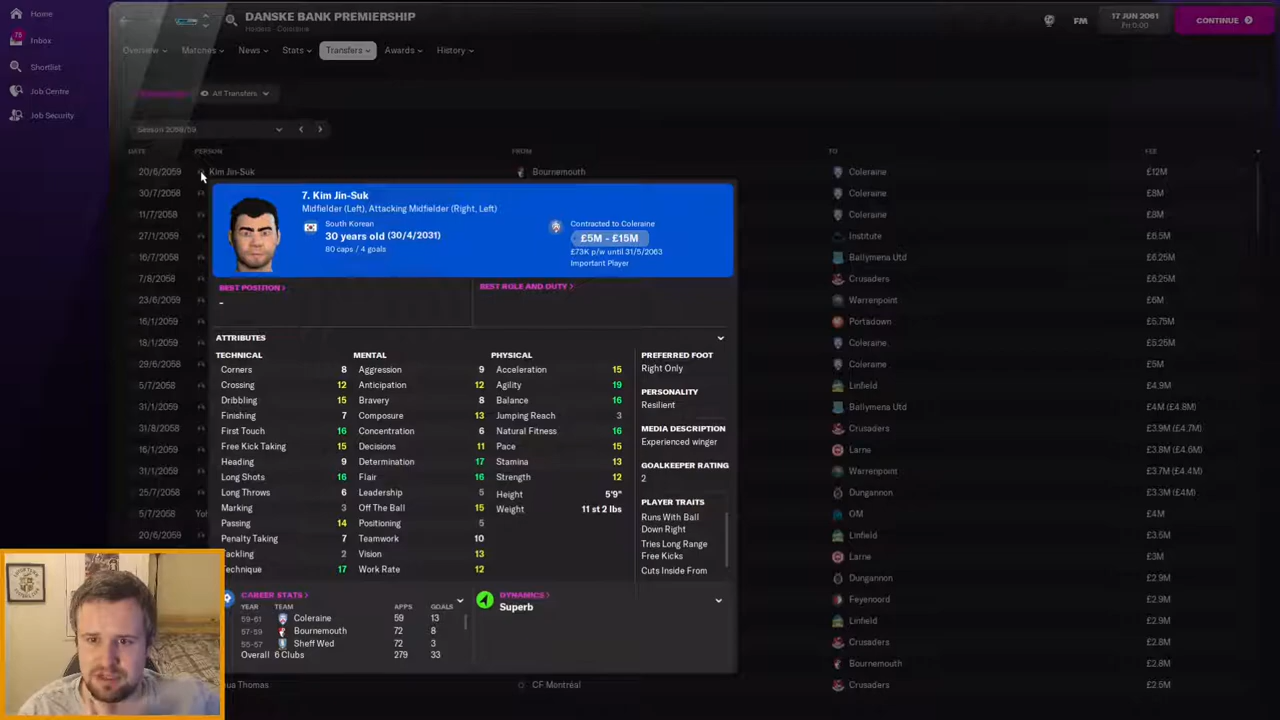 Home
Inbox
75
Shortlist
Job Centre
Job Security
DANSKE BANK PREMIERSHIP
FM
17 JUN 2061
CONTINUE
Overview
Matches
News
Stats
Transfers
Awards
History
All Transfers
Season 2058/59
DATE PERSON FROM TO FEE
20/6/2059 Kim Jin-Suk Bournemouth Coleraine £12M
30/7/2058 Coleraine £8M
11/7/2058 Coleraine £8M
27/1/2059 Institute £6.5M
16/7/2058 Ballymena Utd £6.25M
7/8/2058 Crusaders £6.25M
23/6/2059 Warrenpoint £6M
16/1/2059 Portadown £5.75M
18/1/2059 Coleraine £5.25M
29/6/2058 Coleraine £5M
5/7/2058 Linfield £4.9M
31/1/2059 Ballymena Utd £4M (£4.8M)
31/8/2058 Crusaders £3.9M (£4.7M)
16/1/2059 Larne £3.8M (£4.6M)
31/1/2059 Warrenpoint £3.7M (£4.4M)
25/7/2058 Dungannon £3.3M (£4M)
5/7/2058 OM £4M
20/6/2059 Linfield £3.5M
Larne £3M
Dungannon £2.9M
Feyenoord £2.9M
Linfield £2.9M
Crusaders £2.8M
Bournemouth £2.8M
Thomas CF Montréal Crusaders £2.6M
7. Kim Jin-Suk
Midfielder (Left), Attacking Midfielder (Right, Left)
South Korean
30 years old (30/4/2031)
80 caps / 4 goals
Contracted to Coleraine
£5M - £15M
£73K p/w until 31/5/2063
Important Player
BEST POSITION
-
BEST ROLE AND DUTY
ATTRIBUTES
TECHNICAL MENTAL PHYSICAL
Corners 8 Aggression 9 Acceleration 15
Crossing 12 Anticipation 12 Agility 19
Dribbling 15 Bravery 8 Balance 16
Finishing 7 Composure 13 Jumping Reach 3
First Touch 16 Concentration 6 Natural Fitness 16
Free Kick Taking 15 Decisions 11 Pace 15
Heading 9 Determination 17 Stamina 13
Long Shots 16 Flair 16 Strength 12
Long Throws 6 Leadership 5 Height 5'9"
Marking 3 Off The Ball 15 Weight 11 st 2 lbs
Passing 14 Positioning 5
Penalty Taking 7 Teamwork 10
Tackling 2 Vision 13
Technique 17 Work Rate 12
PREFERRED FOOT
Right Only
PERSONALITY
Resilient
MEDIA DESCRIPTION
Experienced winger
GOALKEEPER RATING
2
PLAYER TRAITS
Runs With Ball
Down Right
Tries Long Range
Free Kicks
Cuts Inside From
CAREER STATS
YEAR TEAM APPS GOALS
59-61 Coleraine 59 13
57-59 Bournemouth 72 8
55-57 Sheff Wed 72 3
Overall 6 Clubs 279 33
DYNAMICS
Superb